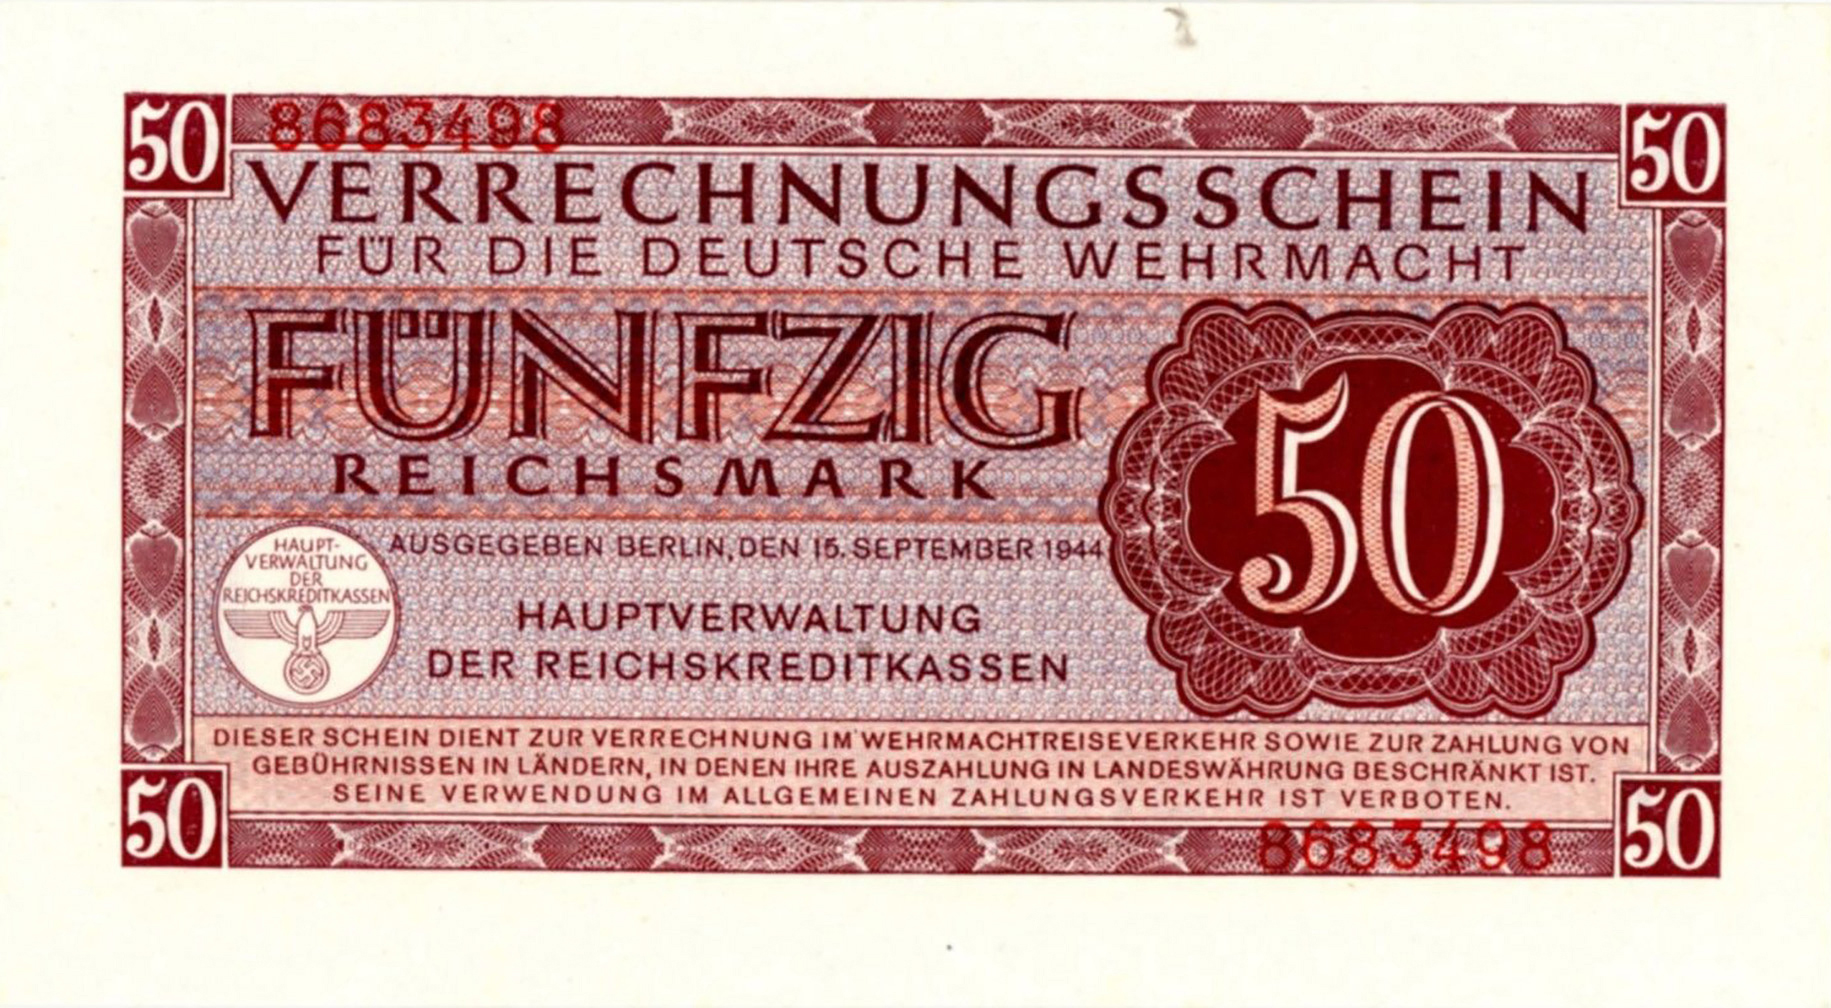 50
8683498
50
VERRECHNUNGSSCHEIN
FÜR DIE DEUTSCHE WEHRMACHT
FÜNFZIG
REICHSMARK
50
HAUPT-
VERWALTUNG
DER
REICHSKREDITKASSEN
AUSGEGEBEN BERLIN, DEN 15. SEPTEMBER 1944
HAUPTVERWALTUNG
DER REICHSKREDITKASSEN
DIESER SCHEIN DIENT ZUR VERRECHNUNG IM WEHRMACHTREISEVERKEHR SOWIE ZUR ZAHLUNG VON
GEBÜHRNISSEN IN LÄNDERN, IN DENEN IHRE AUSZAHLUNG IN LANDESWÄHRUNG BESCHRÄNKT IST.
SEINE VERWENDUNG IM ALLGEMEINEN ZAHLUNGSVERKEHR IST VERBOTEN.
50
8683498
50